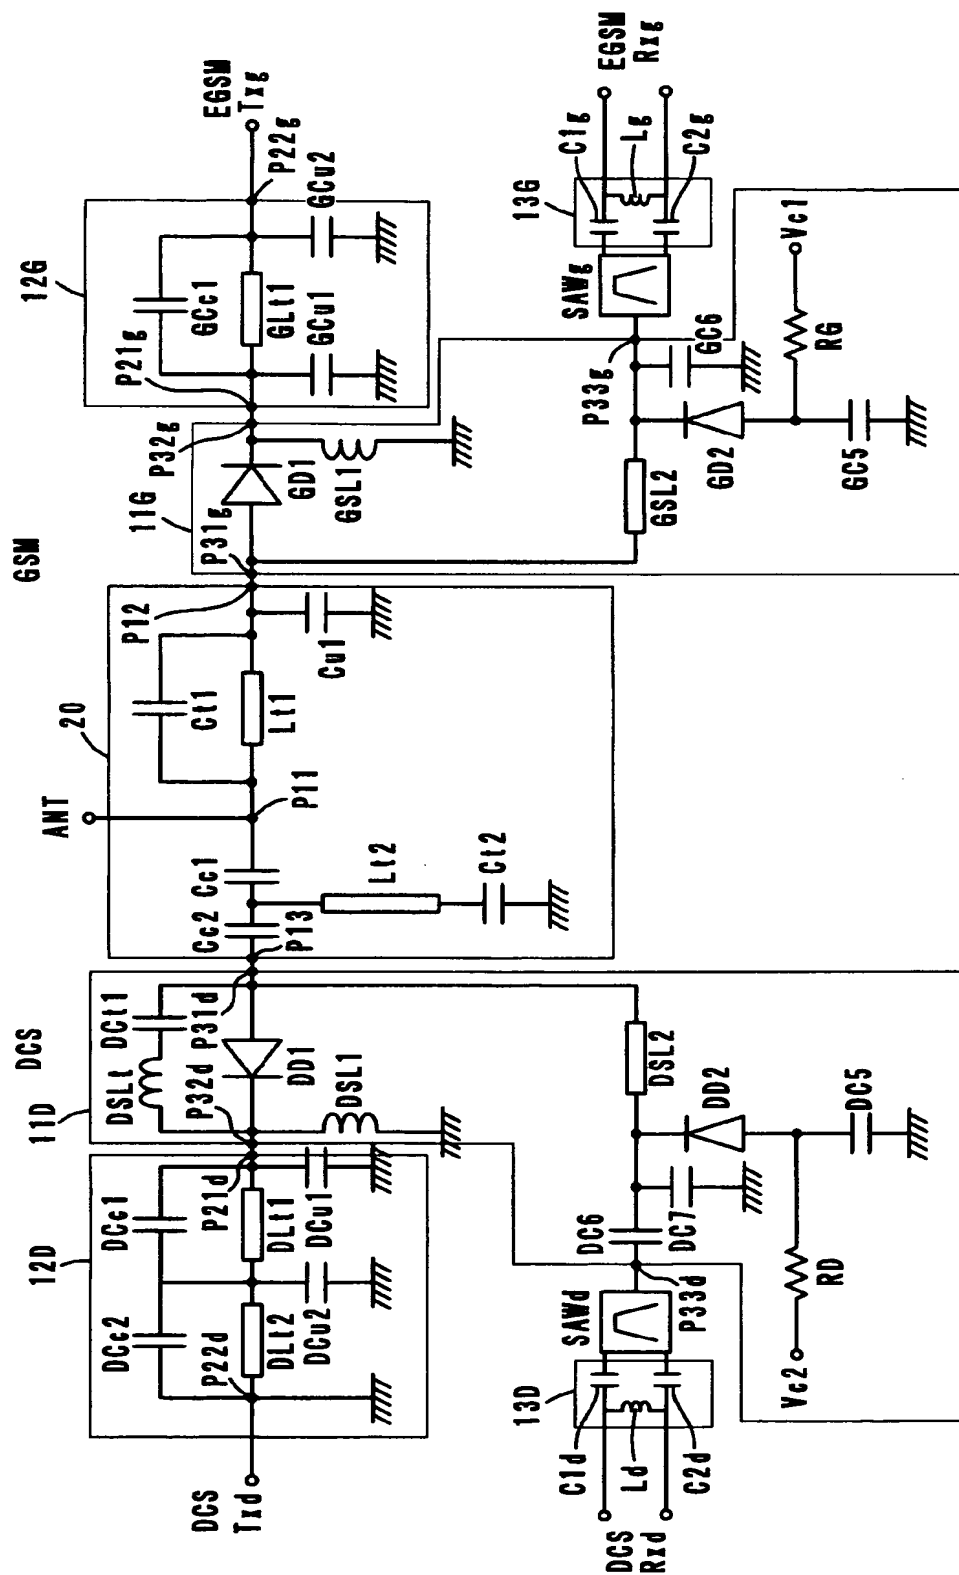 GSM
DCS
ANT
20
P11
P12
P13
Ct1
Lt1
Cu1
Cc1
Cc2
Lt2
Ct2
11G
P31g
P32g
GD1
GSL1
GSL2
GD2
GC5
GC6
RG
Vc1
P33g
12G
P21g
P22g
GCc1
GLt1
GCu1
GCu2
EGSM
Txg
SAWg
13G
C1g
Lg
C2g
EGSM
Rxg
11D
DSLt
DCt1
P31d
P32d
DD1
DSL1
DSL2
DD2
DC5
DC6
DC7
RD
Vc2
P33d
12D
DCc1
DCc2
P21d
P22d
DLt1
DLt2
DCu1
DCu2
DCS
Txd
SAWd
13D
C1d
Ld
C2d
DCS
Rxd